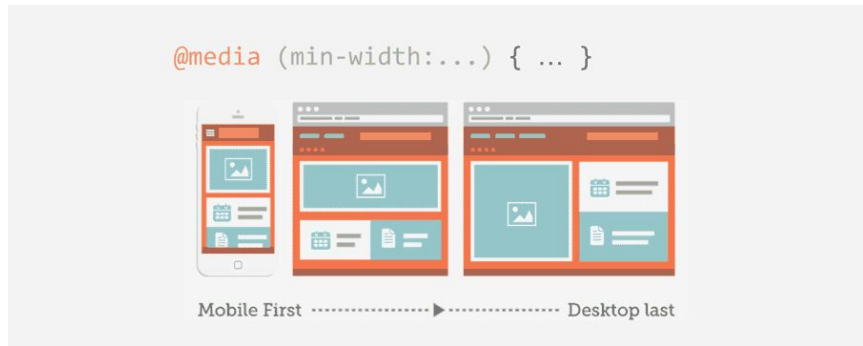 @media (min-width:...) { ... }
Mobile First
Desktop last